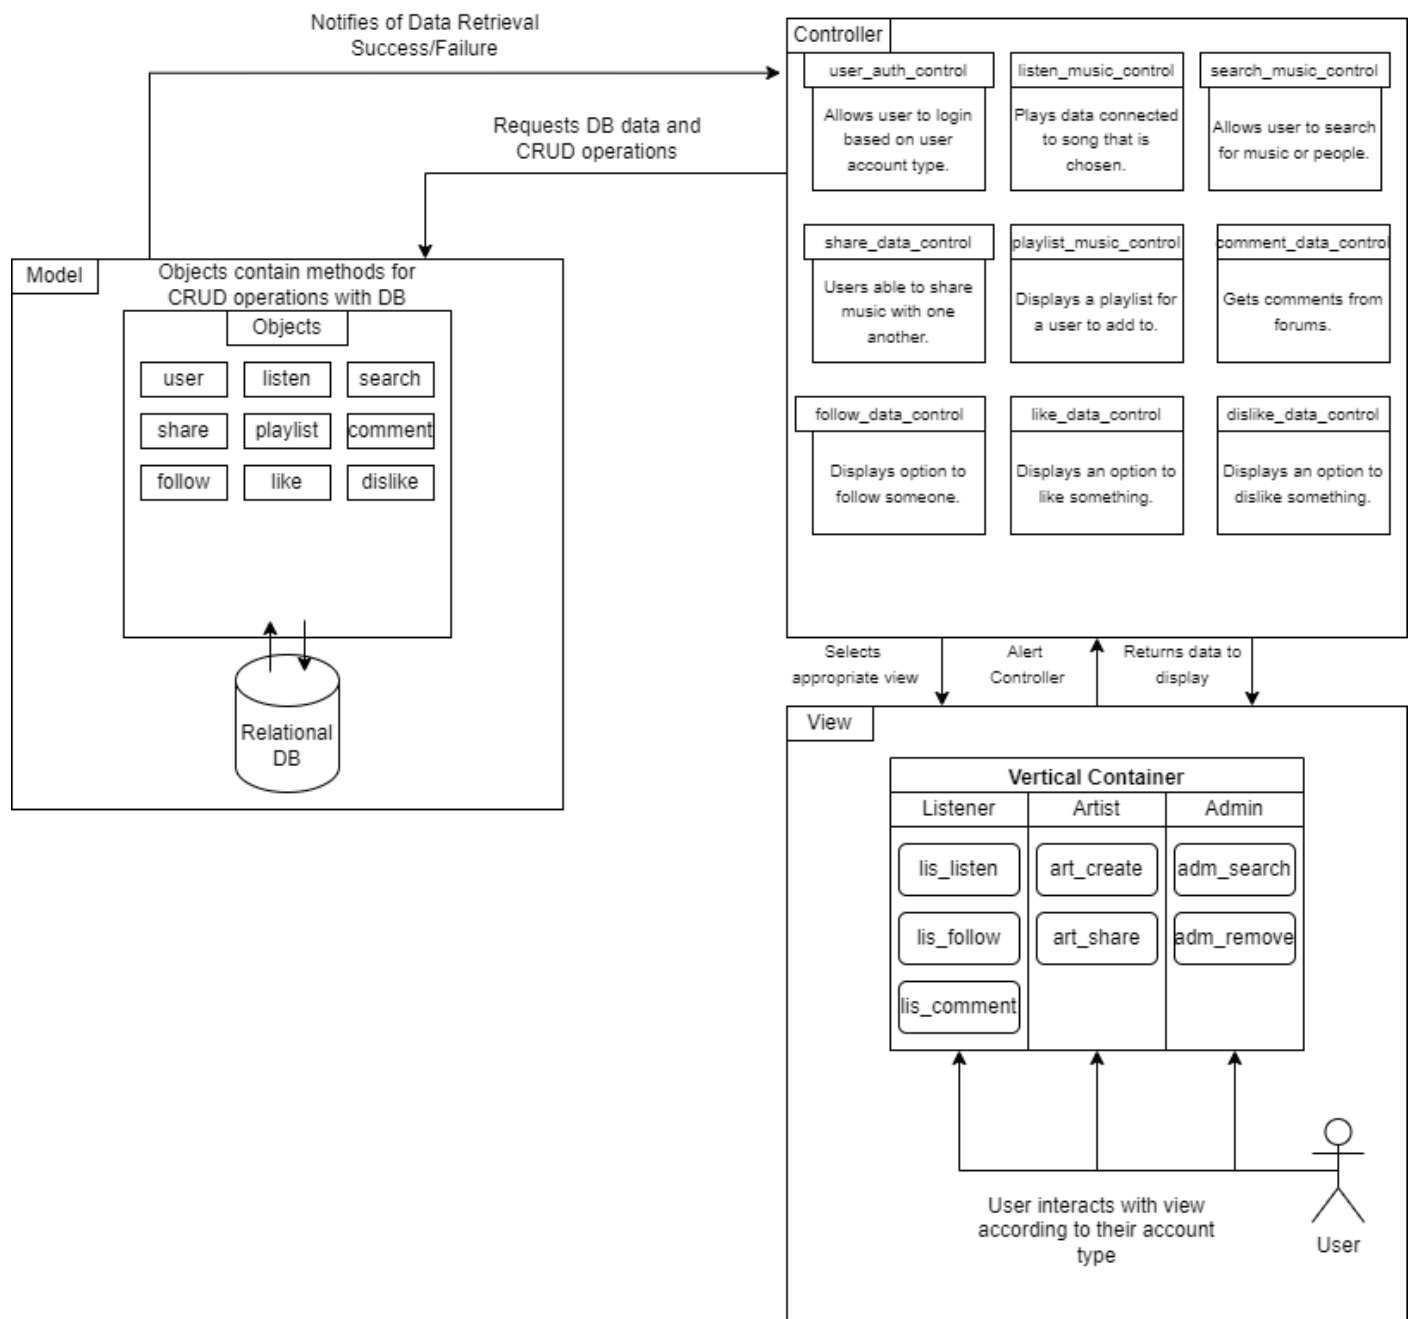 Notifies of Data Retrieval
Success/Failure
Requests DB data and
CRUD operations
Controller
user_auth_control
Allows user to login
based on user
account type.
listen_music_control
Plays data connected
to song that is
chosen.
search_music_control
Allows user to search
for music or people.
share_data_control
Users able to share
music with one
another.
playlist_music_control
Displays a playlist for
a user to add to.
comment_data_control
Gets comments from
forums.
follow_data_control
Displays option to
follow someone.
like_data_control
Displays an option to
like something.
dislike_data_control
Displays an option to
dislike something.
Model
Objects contain methods for
CRUD operations with DB
Objects
user
listen
search
share
playlist
comment
follow
like
dislike
Relational
DB
Selects
appropriate view
Alert
Controller
Returns data to
display
View
Vertical Container
Listener
Artist
Admin
lis_listen
art_create
adm_search
lis_follow
art_share
adm_remove
lis_comment
User interacts with view
according to their account
type
User